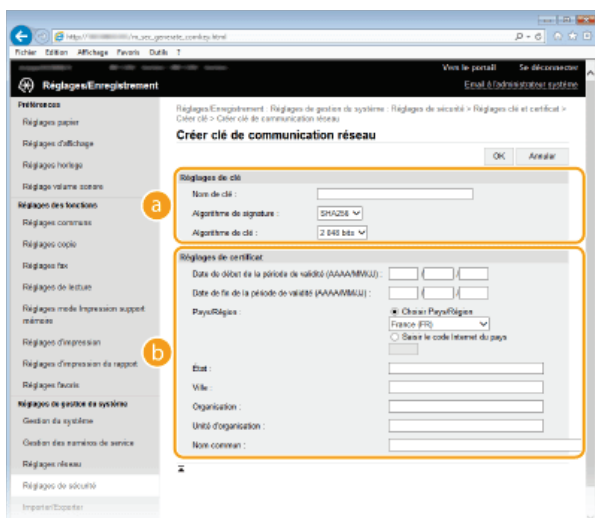 Fichier Edition Affichage Favoris Outils ?
Vers le portail Se déconnecter
Réglages/Enregistrement
Email à l'administrateur système
Préférences
Réglages papier
Réglages d'affichage
Réglages horloge
Réglage volume sonore
Réglages des fonctions
Réglages communs
Réglages copie
Réglages fax
Réglages de lecture
Réglages mode Impression support
mémoire
Réglages d'impression
Réglages d'impression du rapport
Réglages favoris
Réglages de gestion du système
Gestion du système
Gestion des numéros de service
Réglages réseau
Réglages de sécurité
Importer/Exporter
Réglages/Enregistrement : Réglages de gestion du système : Réglages de sécurité > Réglages clé et certificat >
Créer clé > Créer clé de communication réseau
Créer clé de communication réseau
OK Annuler
a
Réglages de clé
Nom de clé :
Algorithme de signature : SHA256
Algorithme de clé : 2 048 bits
b
Réglages de certificat
Date de début de la période de validité (AAAA/MM/JJ) : / /
Date de fin de la période de validité (AAAA/MM/JJ) : / /
Pays/Région : Choisir Pays/Région
France (FR)
Saisir le code Internet du pays
État :
Ville :
Organisation :
Unité d'organisation :
Nom commun :